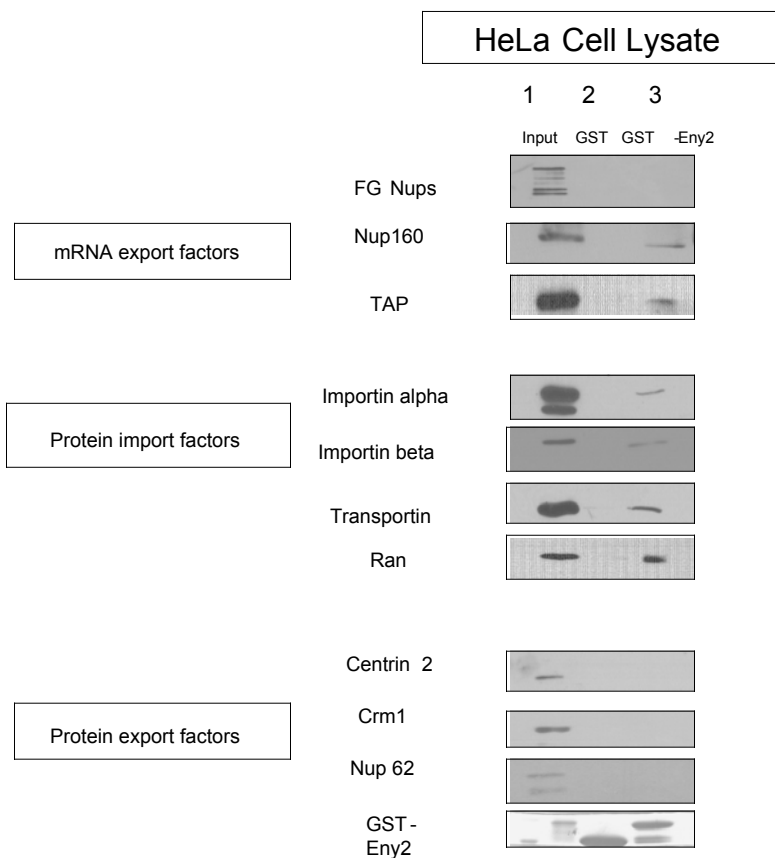 HeLa Cell Lysate
1 2 3
Input GST GST -Eny2
FG Nups
mRNA export factors
Nup160
TAP
Importin alpha
Protein import factors
Importin beta
Transportin
Ran
Centrin 2
Crm1
Protein export factors
Nup 62
GST -
Eny2